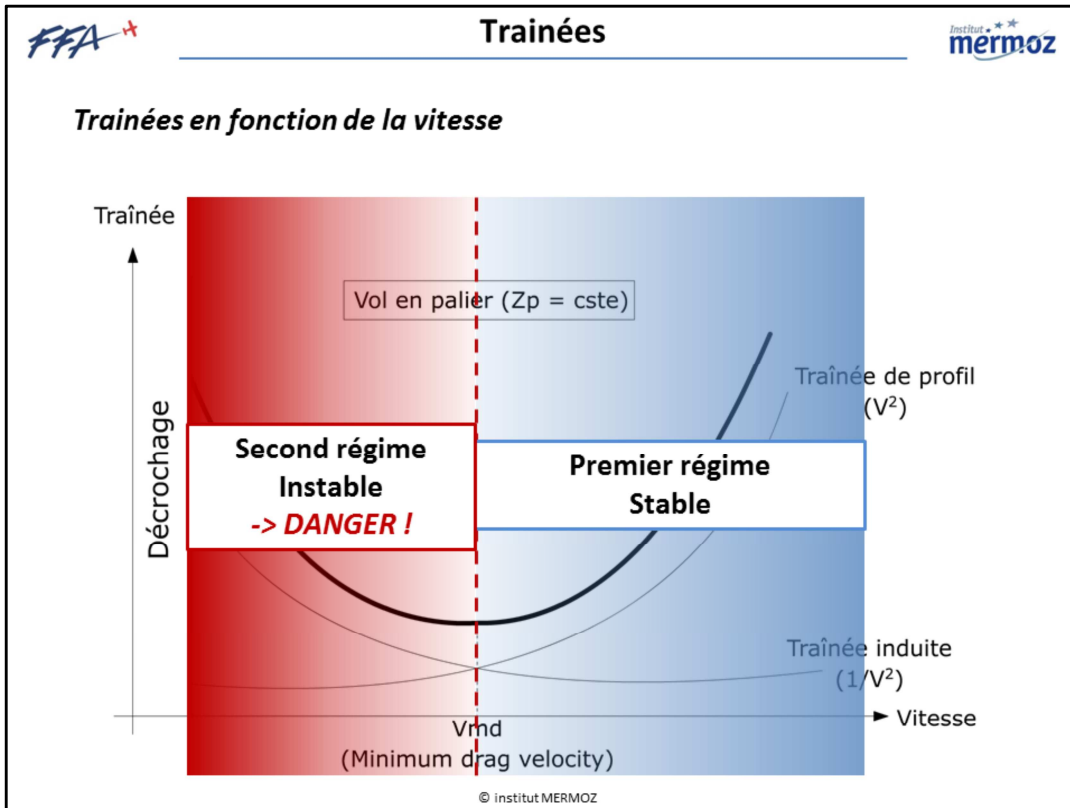 FFA
Trainées
Institut
mermoz
Trainées en fonction de la vitesse
Traînée
Vol en palier (Zp = cste)
Traînée de profil
(V²)
Décrochage
Second régime
Instable
-> DANGER !
Premier régime
Stable
Traînée induite
(1/V²)
Vitesse
Vmd
(Minimum drag velocity)
© institut MERMOZ